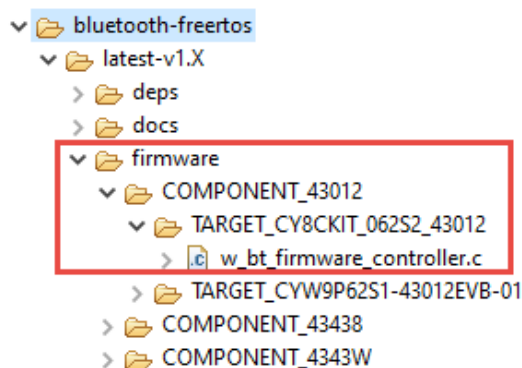 bluetooth-freertos
latest-v1.X
deps
docs
firmware
COMPONENT_43012
TARGET_CY8CKIT_062S2_43012
.c w_bt_firmware_controller.c
TARGET_CYW9P62S1-43012EVB-01
COMPONENT_43438
COMPONENT_4343W